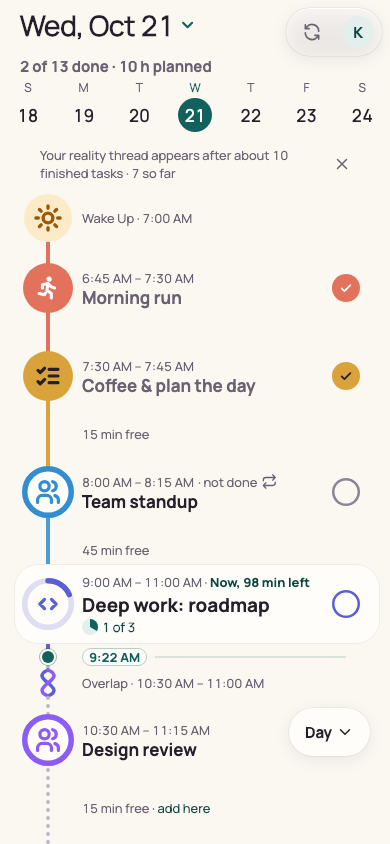 Wed, Oct 21
K
2 of 13 done · 10 h planned
S M T W T F S
18 19 20 21 22 23 24
Your reality thread appears after about 10
finished tasks · 7 so far
Wake Up · 7:00 AM
6:45 AM – 7:30 AM
Morning run
7:30 AM – 7:45 AM
Coffee & plan the day
15 min free
8:00 AM – 8:15 AM · not done
Team standup
45 min free
9:00 AM – 11:00 AM · Now, 98 min left
Deep work: roadmap
1 of 3
9:22 AM
Overlap · 10:30 AM – 11:00 AM
10:30 AM – 11:15 AM
Design review
Day
15 min free · add here